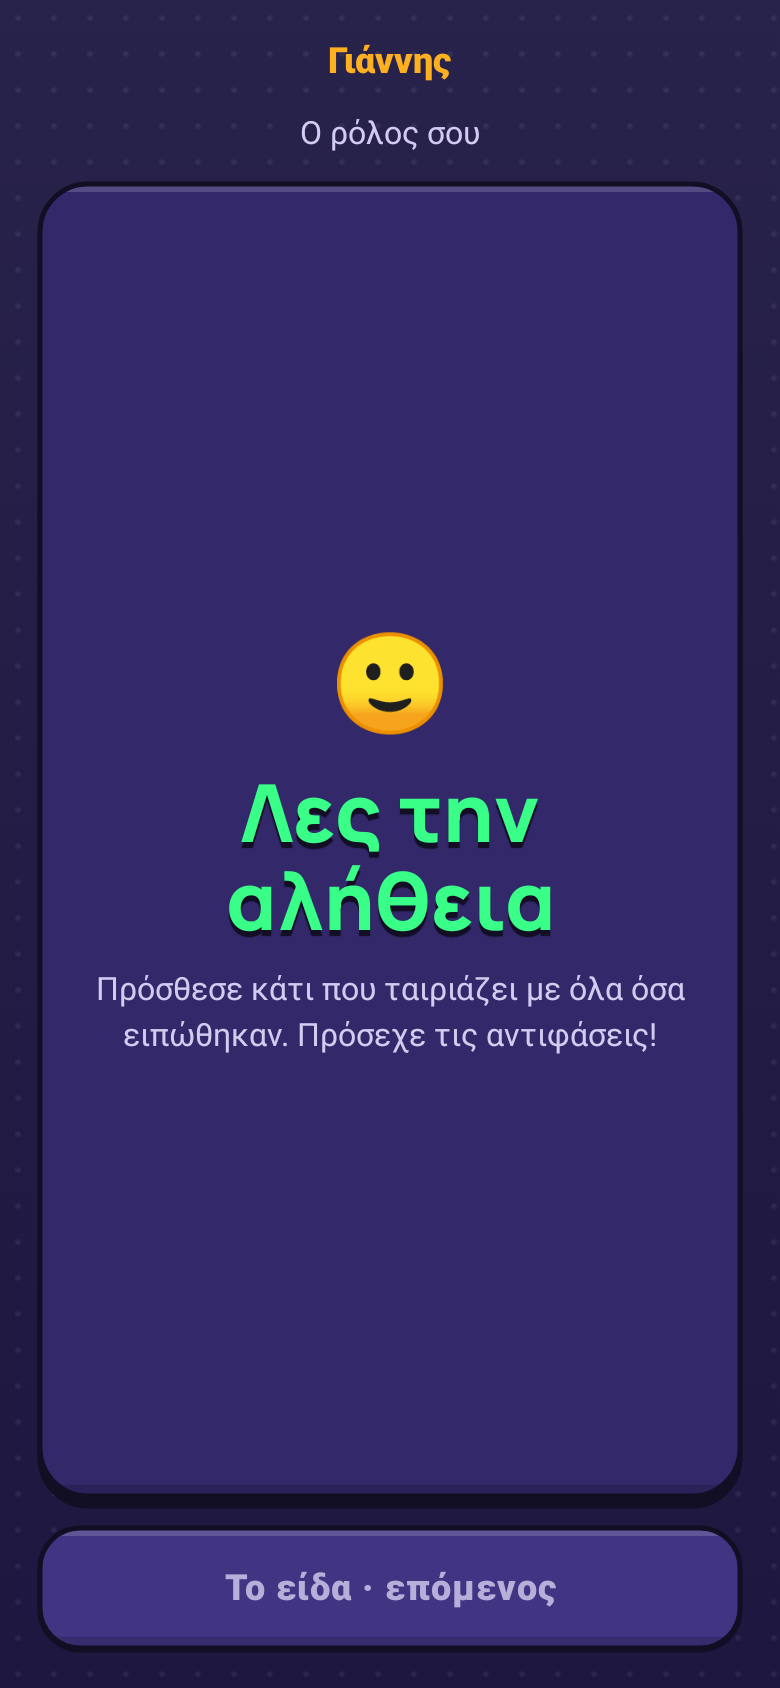 Γιάννης
Ο ρόλος σου
Λες την
αλήθεια
Πρόσθεσε κάτι που ταιριάζει με όλα όσα
ειπώθηκαν. Πρόσεχε τις αντιφάσεις!
Το είδα · επόμενος